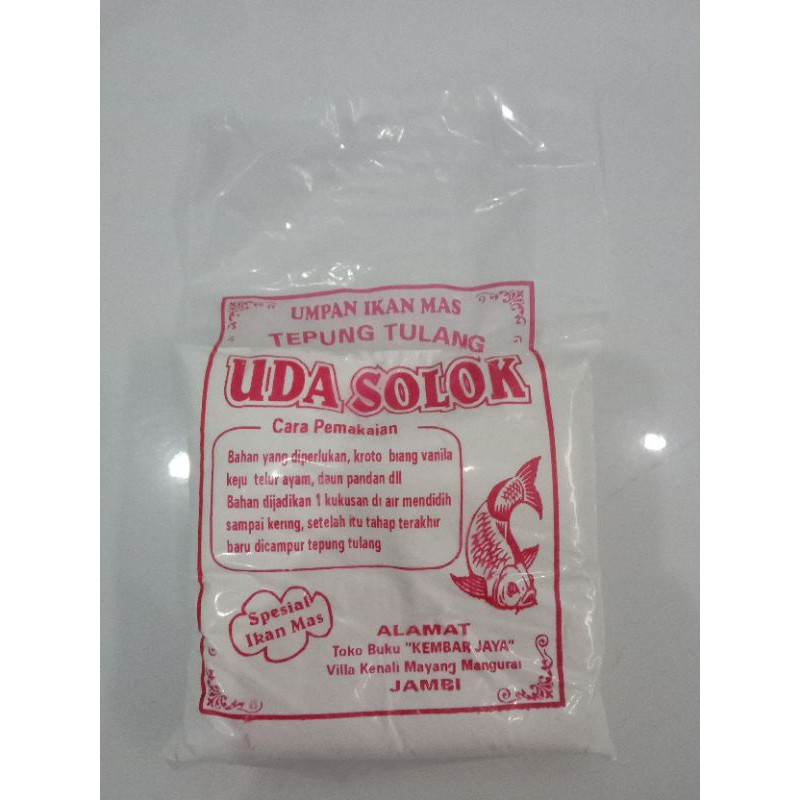 UMPAN IKAN MAS
TEPUNG TULANG
UDA SOLOK
Cara Pemakaian
Bahan yang diperlukan, kroto biang vanila
keju telur ayam, daun pandan dll
Bahan dijadikan 1 kukusan di air mendidih
sampai kering, setelah itu tahap terakhir
baru dicampur tepung tulang
Spesial
Ikan Mas
ALAMAT
Toko Buku "KEMBAR JAYA"
Villa Kenali Mayang Mangurai
JAMBI